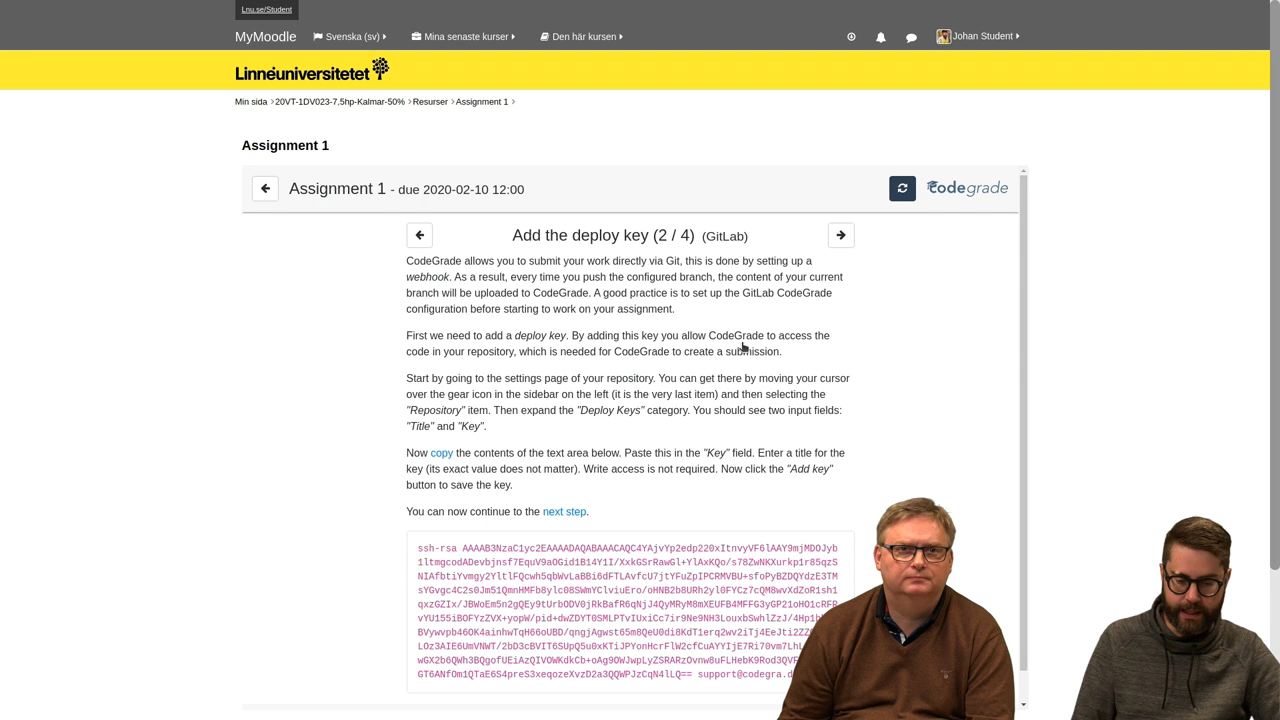 Lnu.se/Student
MyMoodle Svenska (sv) Mina senaste kurser Den här kursen Johan Student
Linnéuniversitetet
Min sida 20VT-1DV023-7,5hp-Kalmar-50% Resurser Assignment 1
Assignment 1
Assignment 1 - due 2020-02-10 12:00 codegrade
Add the deploy key (2 / 4) (GitLab)
CodeGrade allows you to submit your work directly via Git, this is done by setting up a
webhook. As a result, every time you push the configured branch, the content of your current
branch will be uploaded to CodeGrade. A good practice is to set up the GitLab CodeGrade
configuration before starting to work on your assignment.
First we need to add a deploy key. By adding this key you allow CodeGrade to access the
code in your repository, which is needed for CodeGrade to create a submission.
Start by going to the settings page of your repository. You can get there by moving your cursor
over the gear icon in the sidebar on the left (it is the very last item) and then selecting the
"Repository" item. Then expand the "Deploy Keys" category. You should see two input fields:
"Title" and "Key".
Now copy the contents of the text area below. Paste this in the "Key" field. Enter a title for the
key (its exact value does not matter). Write access is not required. Now click the "Add key"
button to save the key.
You can now continue to the next step.
ssh-rsa
support@codegra.d